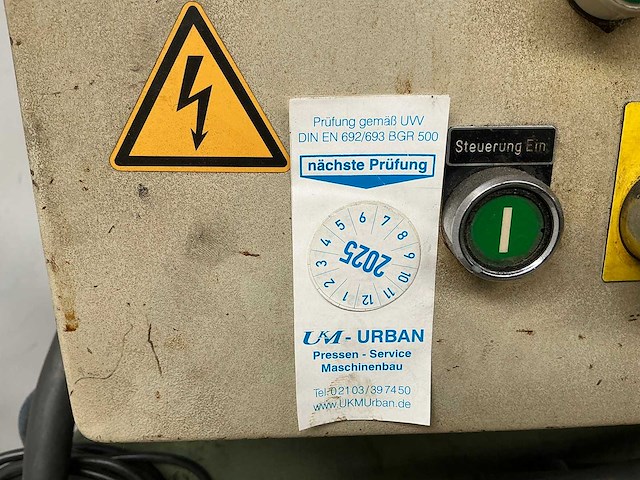 Prüfung gemäß UVV
DIN EN 692/693 BGR 500
nächste Prüfung
1 2 3 4 5 6 7 8 9 10 11 12
2025
UKM - URBAN
Pressen - Service
Maschinenbau
Tel: 02103/397450
www.UKMUrban.de
Steuerung Ein
I